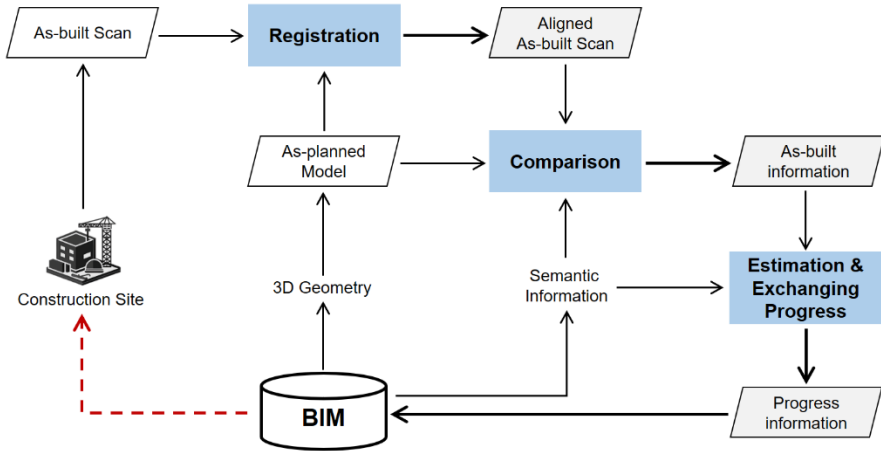 As-built Scan
Registration
Aligned
As-built Scan
As-planned
Model
Comparison
As-built
information
Construction Site
3D Geometry
Semantic
Information
Estimation &
Exchanging
Progress
BIM
Progress
information